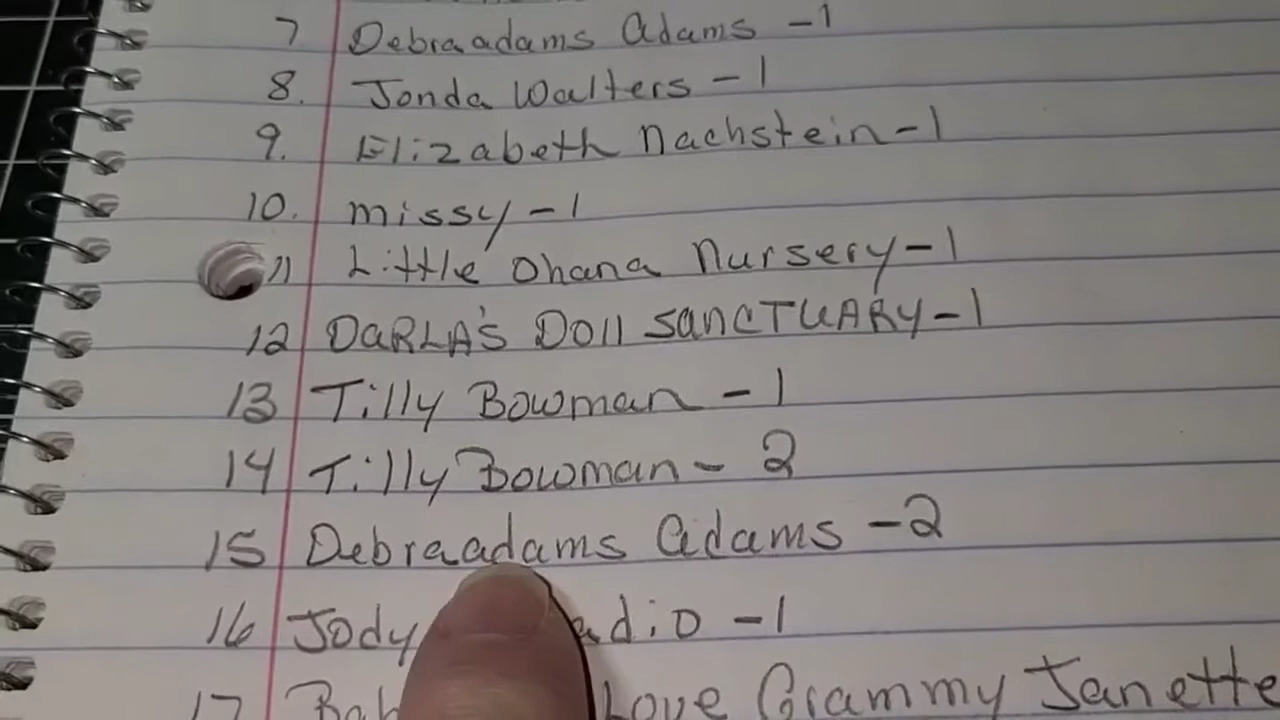 7 Debraadams Adams -1
8. Jonda Walters -1
9. Elizabeth Nachstein -1
10. missy -1
11 Little Ohana Nursery -1
12 DARLA'S Doll SANCTUARY -1
13 Tilly Bowman -1
14 Tilly Bowman - 2
15 Debraadams Adams -2
16 Jody -1
17 Love Grammy Janette